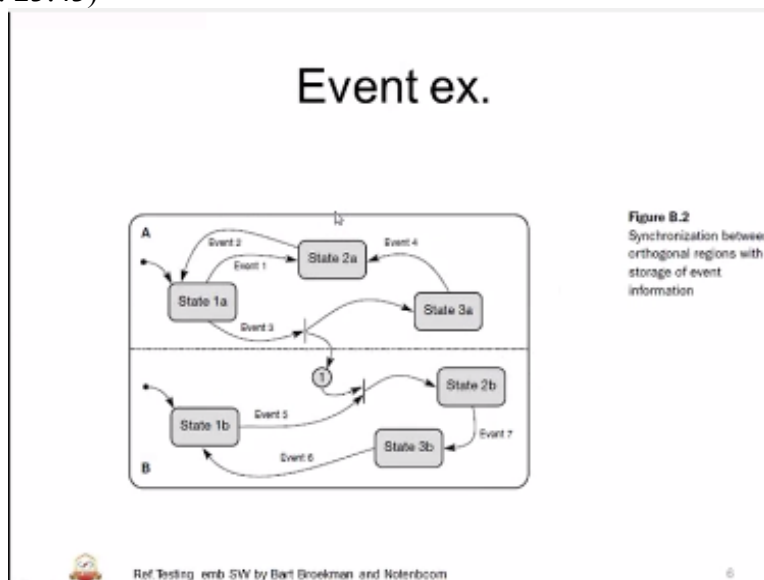 Event ex.
A
Event 2
State 2a
Event 4
Event 1
State 1a
State 3a
Event 3
1
State 2b
Event 5
State 1b
Event 7
State 3b
Event 6
B
Figure B.2
Synchronization between
orthogonal regions with
storage of event
information
Ref.Testing emb SW by Bart Broekman and Notenboom
6